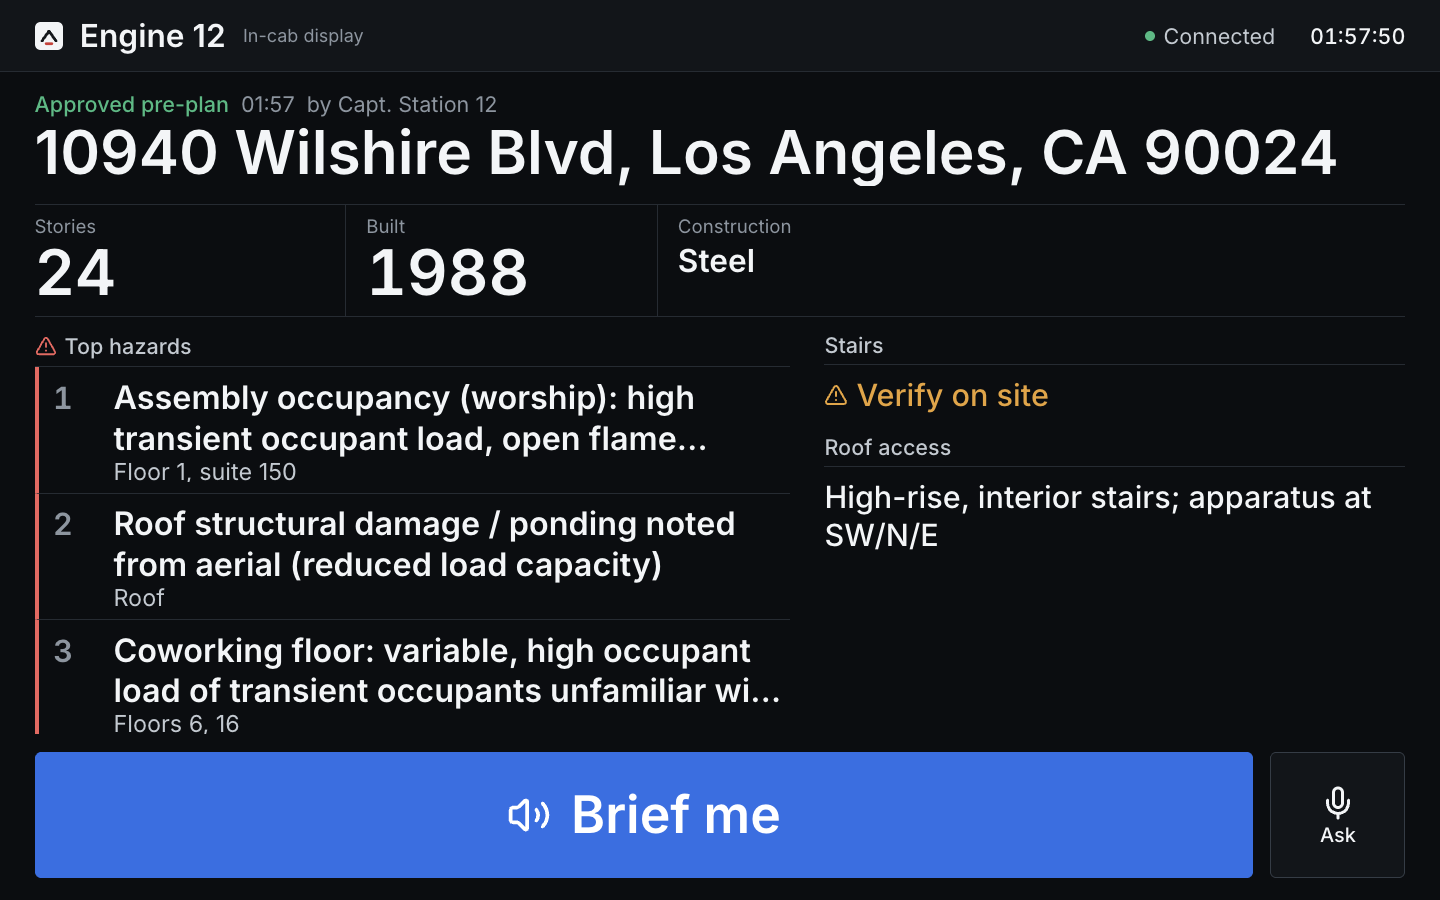 Engine 12 In-cab display
Connected 01:57:50
Approved pre-plan 01:57 by Capt. Station 12
10940 Wilshire Blvd, Los Angeles, CA 90024
Stories
24
Built
1988
Construction
Steel
Top hazards
1 Assembly occupancy (worship): high
transient occupant load, open flame...
Floor 1, suite 150
2 Roof structural damage / ponding noted
from aerial (reduced load capacity)
Roof
3 Coworking floor: variable, high occupant
load of transient occupants unfamiliar wi...
Floors 6, 16
Stairs
Verify on site
Roof access
High-rise, interior stairs; apparatus at
SW/N/E
Brief me
Ask